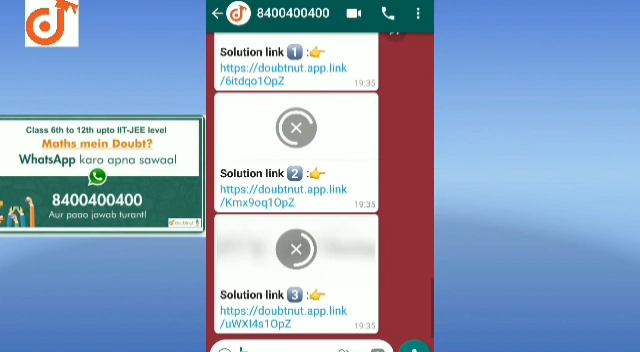 8400400400
Solution link 1 :👉
https://doubtnut.app.link
/6itdqo1OpZ
19:35
Class 6th to 12th upto IIT-JEE level
Maths mein Doubt?
WhatsApp karo apna sawaal
8400400400
Aur paao jawab turant!
doubtnut
Solution link 2 :👉
https://doubtnut.app.link
/Kmx9oq1OpZ
19:35
Solution link 3 :👉
https://doubtnut.app.link
/uWXI4s1OpZ
19:35